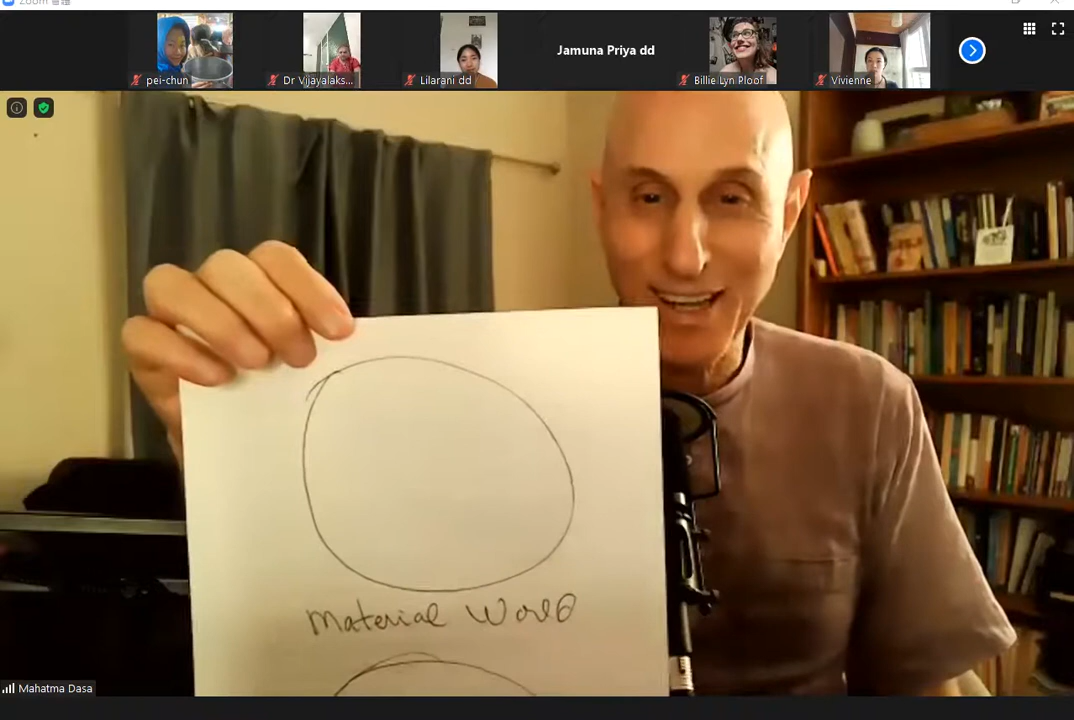 Zoom
pei-chun
Dr Vijayalaks...
Lilarani dd
Jamuna Priya dd
Billie Lyn Ploof
Vivienne
Material World
Mahatma Dasa